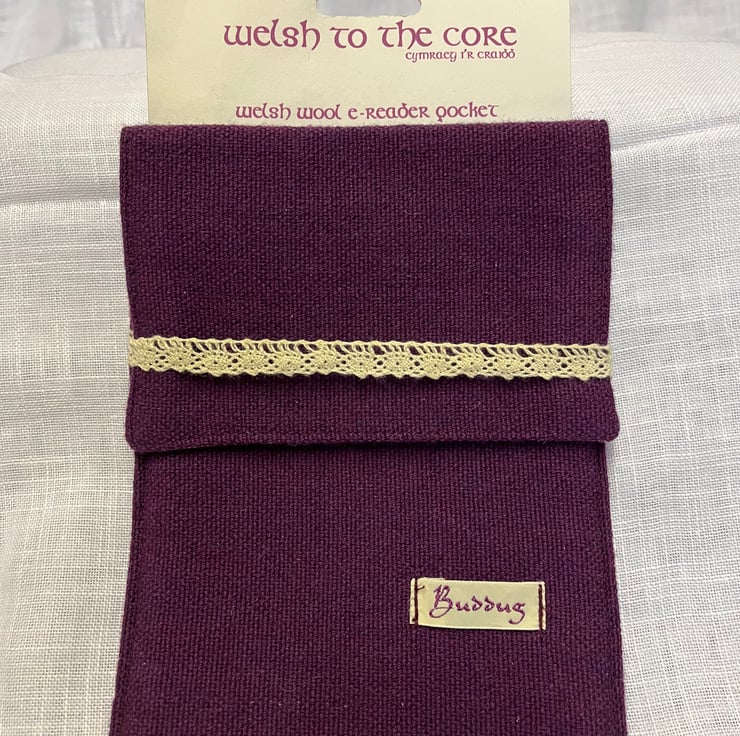 Welsh to the core
Cymraeg i'r craidd
Welsh wool e-reader pocket
Buddug